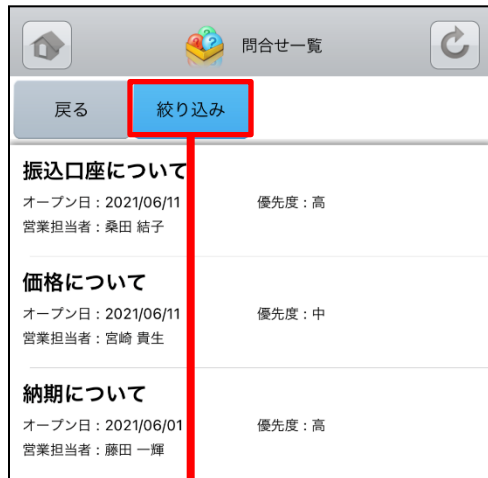 問合せ一覧
戻る 絞り込み
振込口座について
オープン日：2021/06/11 優先度：高
営業担当者：桑田 結子
価格について
オープン日：2021/06/11 優先度：中
営業担当者：宮崎 貴生
納期について
オープン日：2021/06/01 優先度：高
営業担当者：藤田 一輝